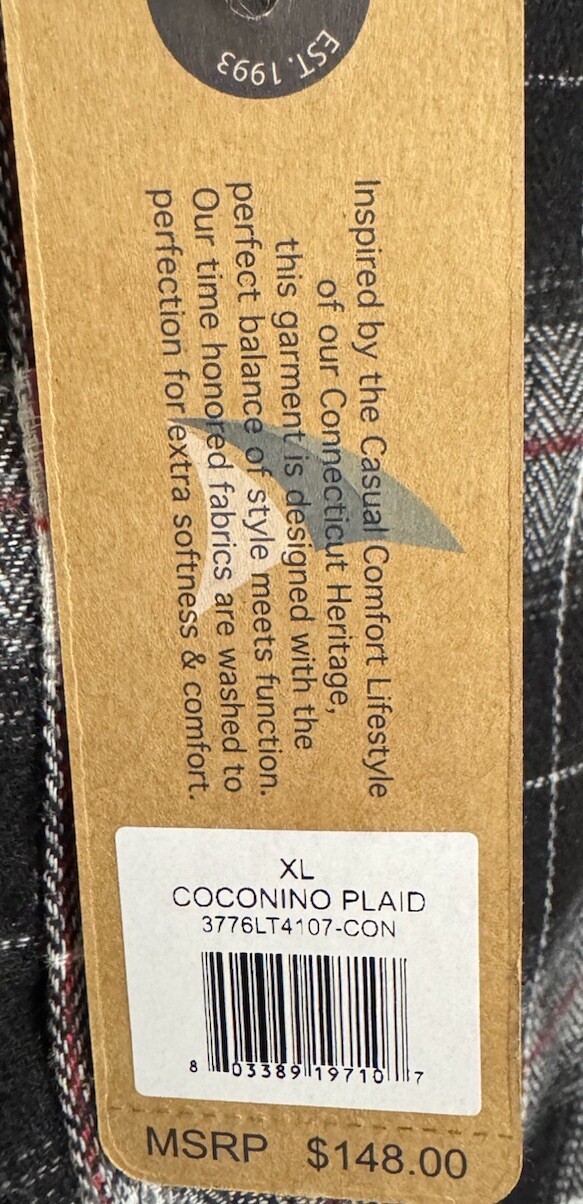 EST. 1993
Inspired by the Casual Comfort Lifestyle
of our Connecticut Heritage,
this garment is designed with the
perfect balance of style meets function.
Our time honored fabrics are washed to
perfection for extra softness & comfort.
XL
COCONINO PLAID
3776LT4107-CON
8 03389 19710 7
MSRP $148.00